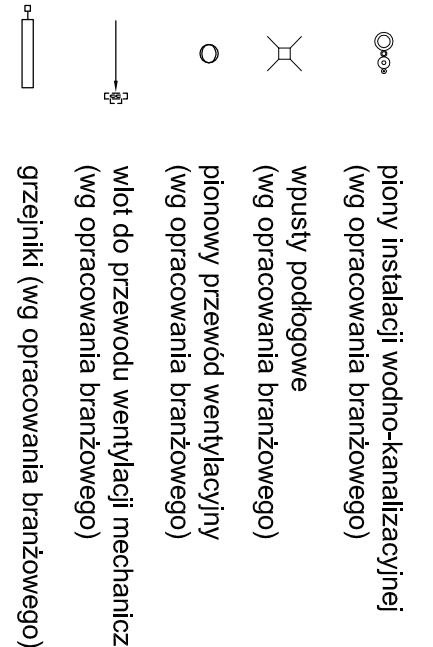 piony instalacji wodno-kanalizacyjnej
(wg opracowania branżowego)
wpusty podłogowe
(wg opracowania branżowego)
pionowy przewód wentylacyjny
(wg opracowania branżowego)
wlot do przewodu wentylacji mechanicz
(wg opracowania branżowego)
grzejniki (wg opracowania branżowego)